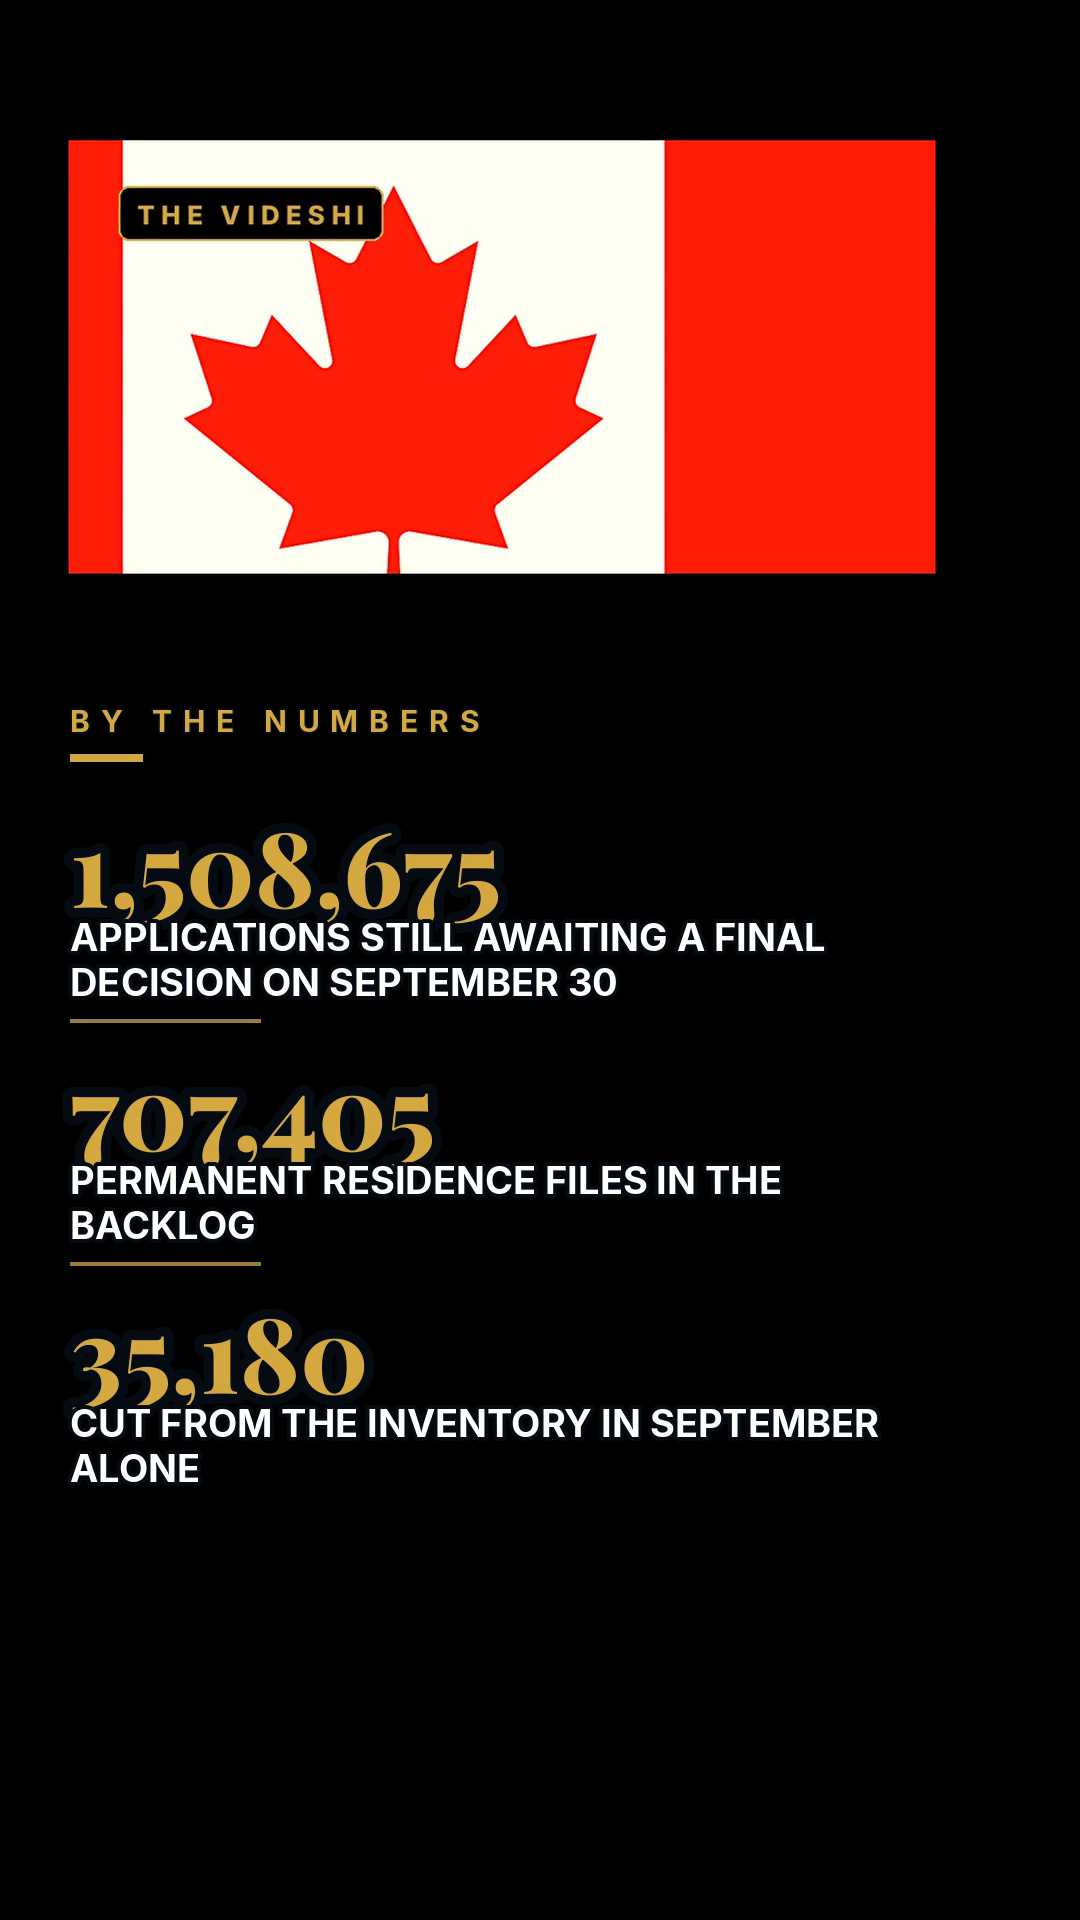 THE VIDESHI
BY THE NUMBERS
1,508,675
APPLICATIONS STILL AWAITING A FINAL
DECISION ON SEPTEMBER 30
707,405
PERMANENT RESIDENCE FILES IN THE
BACKLOG
35,180
CUT FROM THE INVENTORY IN SEPTEMBER
ALONE